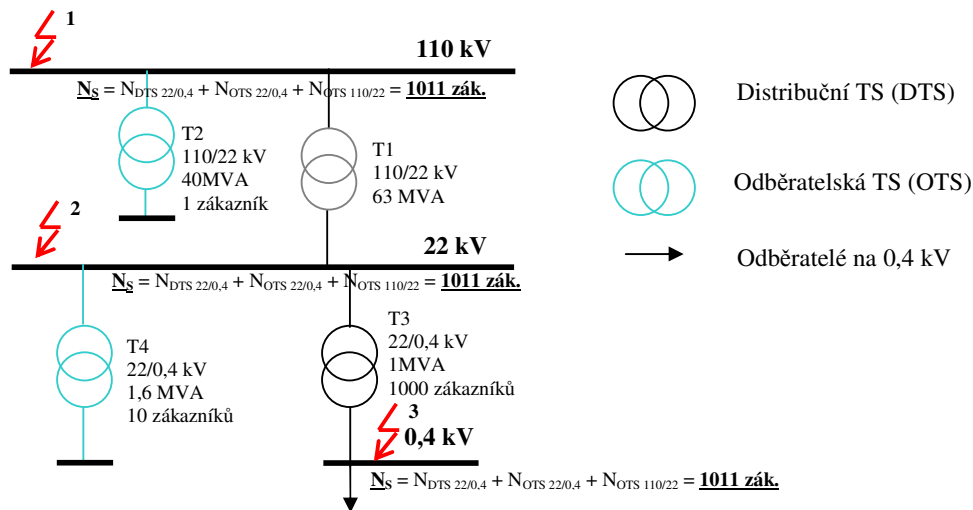 1
110 kV
N_S = N_DTS 22/0,4 + N_OTS 22/0,4 + N_OTS 110/22 = 1011 zák.
T2
110/22 kV
40MVA
1 zákazník
T1
110/22 kV
63 MVA
Distribuční TS (DTS)
Odběratelská TS (OTS)
Odběratelé na 0,4 kV
2
22 kV
N_S = N_DTS 22/0,4 + N_OTS 22/0,4 + N_OTS 110/22 = 1011 zák.
T4
22/0,4 kV
1,6 MVA
10 zákazníků
T3
22/0,4 kV
1MVA
1000 zákazníků
3
0,4 kV
N_S = N_DTS 22/0,4 + N_OTS 22/0,4 + N_OTS 110/22 = 1011 zák.